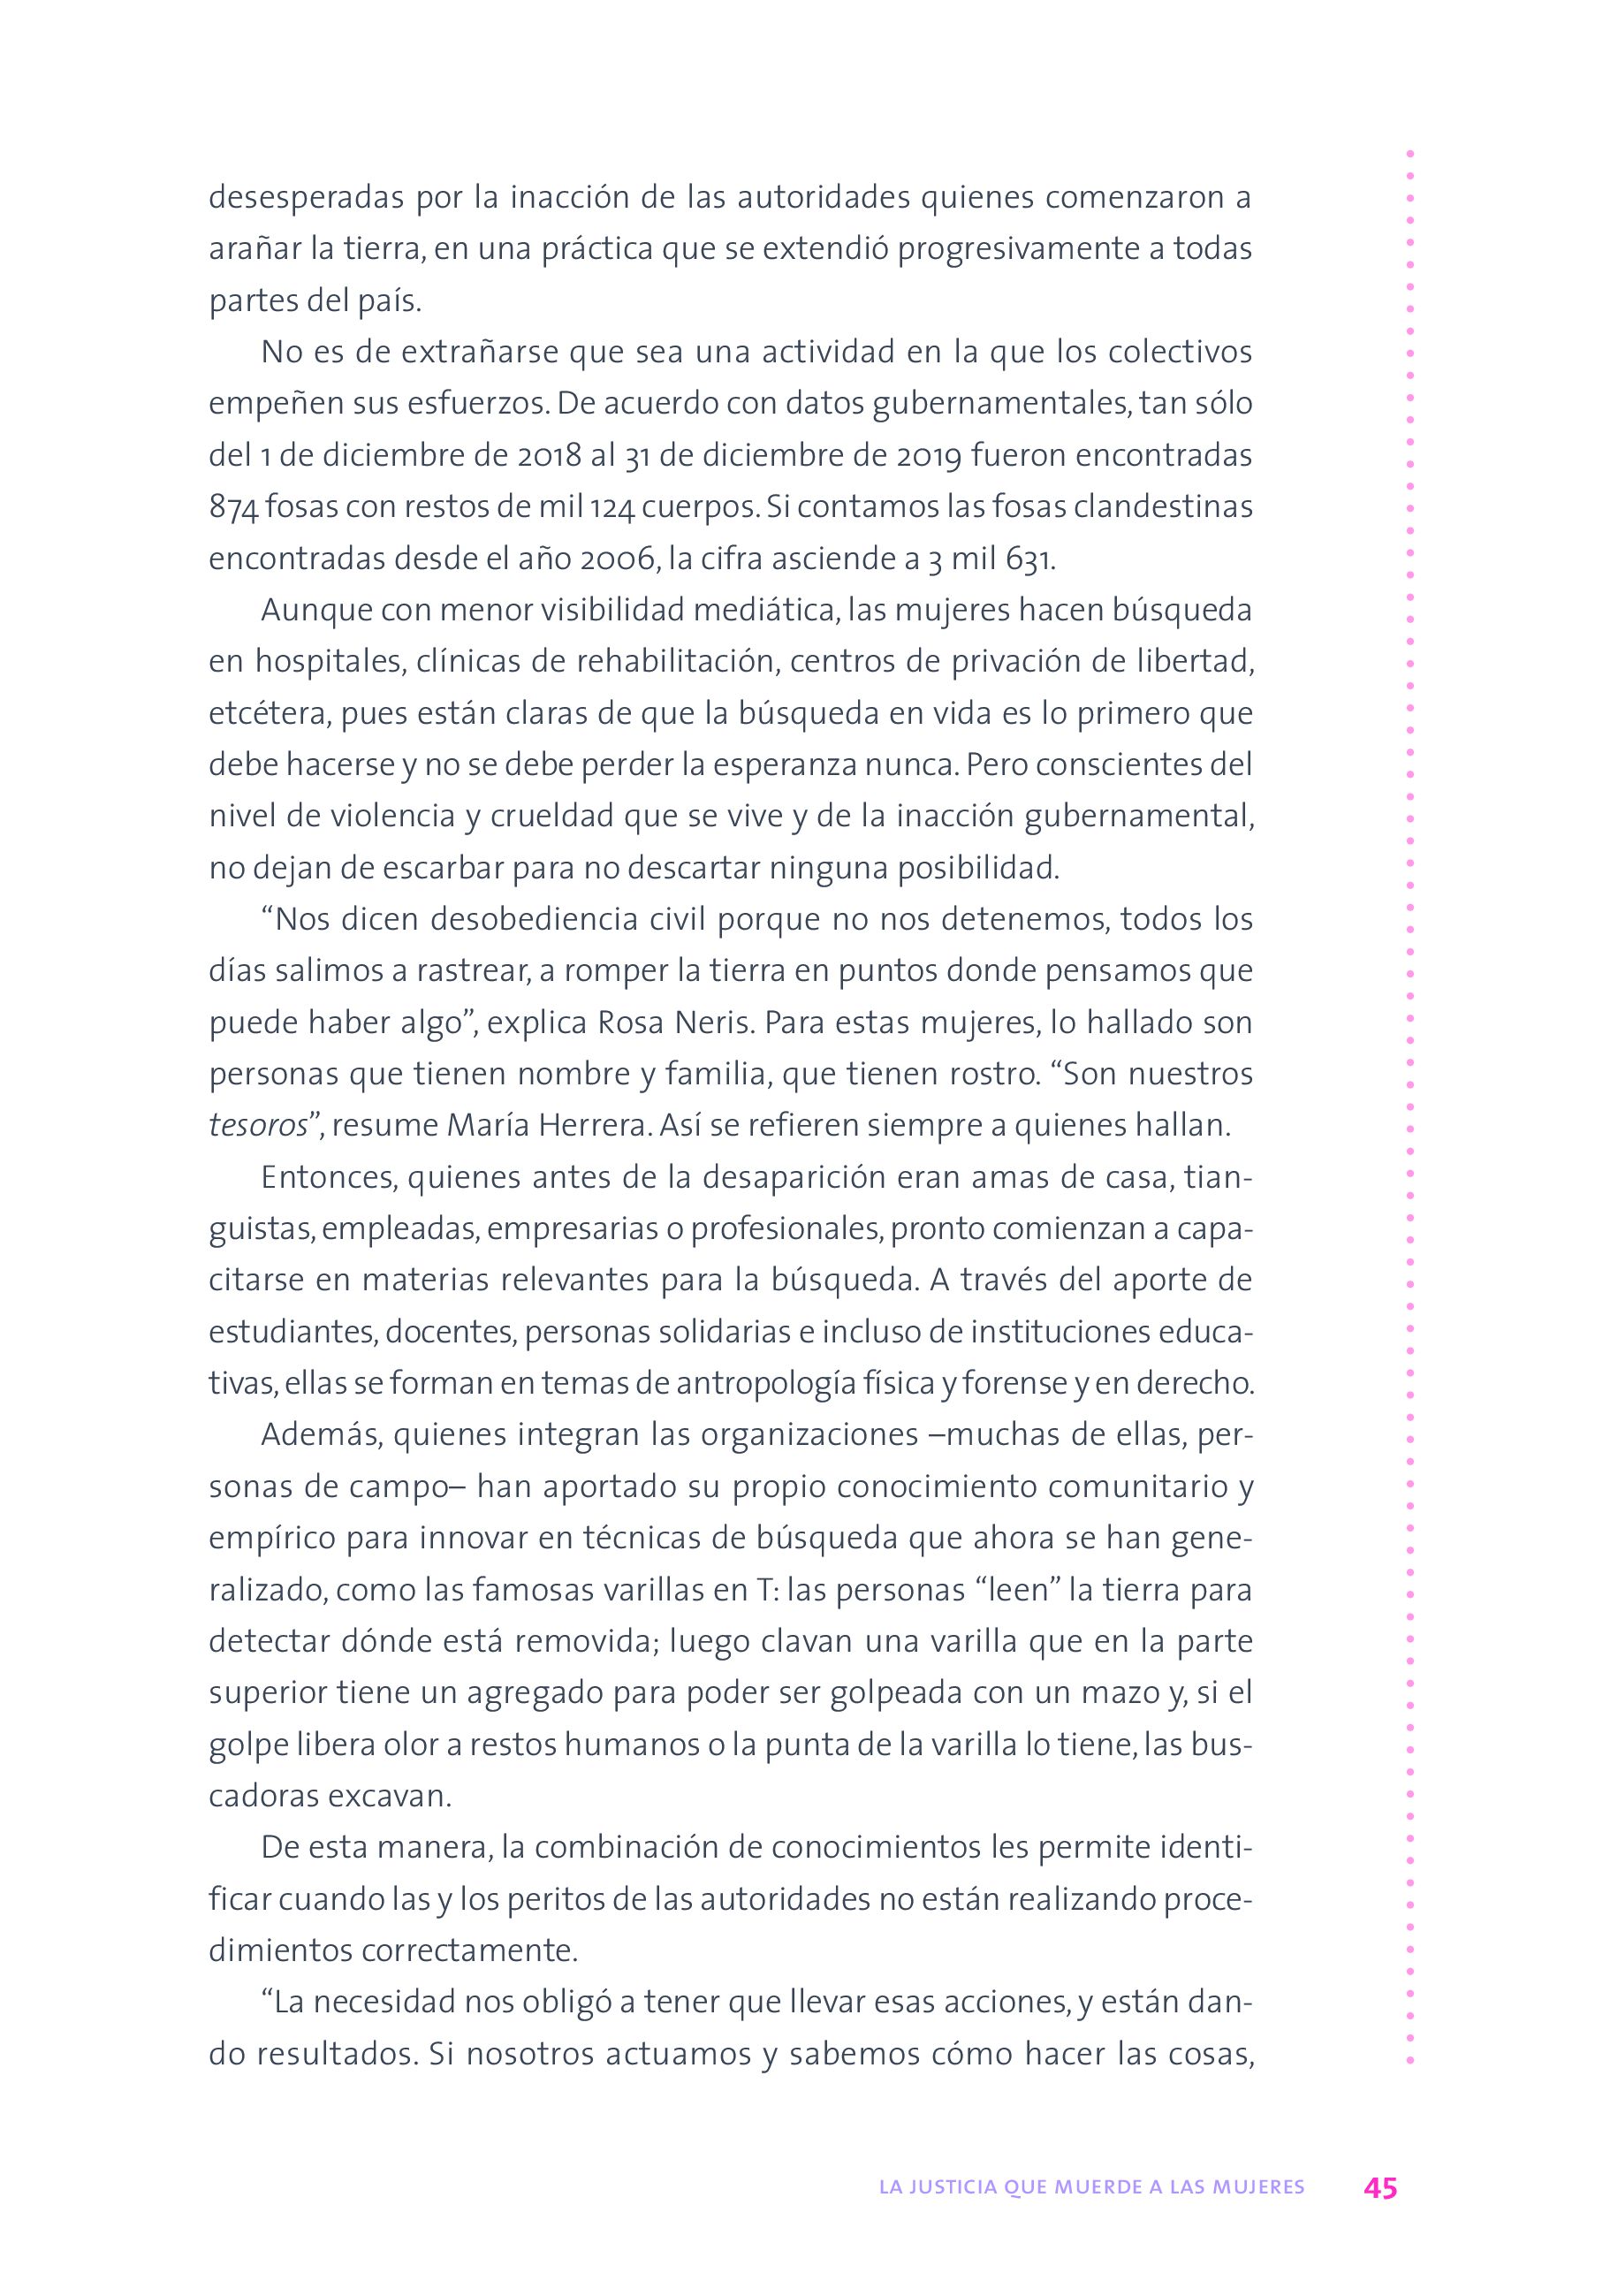 desesperadas por la inacción de las autoridades quienes comenzaron a
arañar la tierra, en una práctica que se extendió progresivamente a todas
partes del país.
No es de extrañarse que sea una actividad en la que los colectivos
empeñen sus esfuerzos. De acuerdo con datos gubernamentales, tan sólo
del 1 de diciembre de 2018 al 31 de diciembre de 2019 fueron encontradas
874 fosas con restos de mil 124 cuerpos. Si contamos las fosas clandestinas
encontradas desde el año 2006, la cifra asciende a 3 mil 631.
Aunque con menor visibilidad mediática, las mujeres hacen búsqueda
en hospitales, clínicas de rehabilitación, centros de privación de libertad,
etcétera, pues están claras de que la búsqueda en vida es lo primero que
debe hacerse y no se debe perder la esperanza nunca. Pero conscientes del
nivel de violencia y crueldad que se vive y de la inacción gubernamental,
no dejan de escarbar para no descartar ninguna posibilidad.
“Nos dicen desobediencia civil porque no nos detenemos, todos los
días salimos a rastrear, a romper la tierra en puntos donde pensamos que
puede haber algo”, explica Rosa Neris. Para estas mujeres, lo hallado son
personas que tienen nombre y familia, que tienen rostro. “Son nuestros
tesoros”, resume María Herrera. Así se refieren siempre a quienes hallan.
Entonces, quienes antes de la desaparición eran amas de casa, tian-
guistas, empleadas, empresarias o profesionales, pronto comienzan a capa-
citarse en materias relevantes para la búsqueda. A través del aporte de
estudiantes, docentes, personas solidarias e incluso de instituciones educa-
tivas, ellas se forman en temas de antropología física y forense y en derecho.
Además, quienes integran las organizaciones –muchas de ellas, per-
sonas de campo– han aportado su propio conocimiento comunitario y
empírico para innovar en técnicas de búsqueda que ahora se han gene-
ralizado, como las famosas varillas en T: las personas “leen” la tierra para
detectar dónde está removida; luego clavan una varilla que en la parte
superior tiene un agregado para poder ser golpeada con un mazo y, si el
golpe libera olor a restos humanos o la punta de la varilla lo tiene, las bus-
cadoras excavan.
De esta manera, la combinación de conocimientos les permite identi-
ficar cuando las y los peritos de las autoridades no están realizando proce-
dimientos correctamente.
“La necesidad nos obligó a tener que llevar esas acciones, y están dan-
do resultados. Si nosotros actuamos y sabemos cómo hacer las cosas,
LA JUSTICIA QUE MUERDE A LAS MUJERES 45